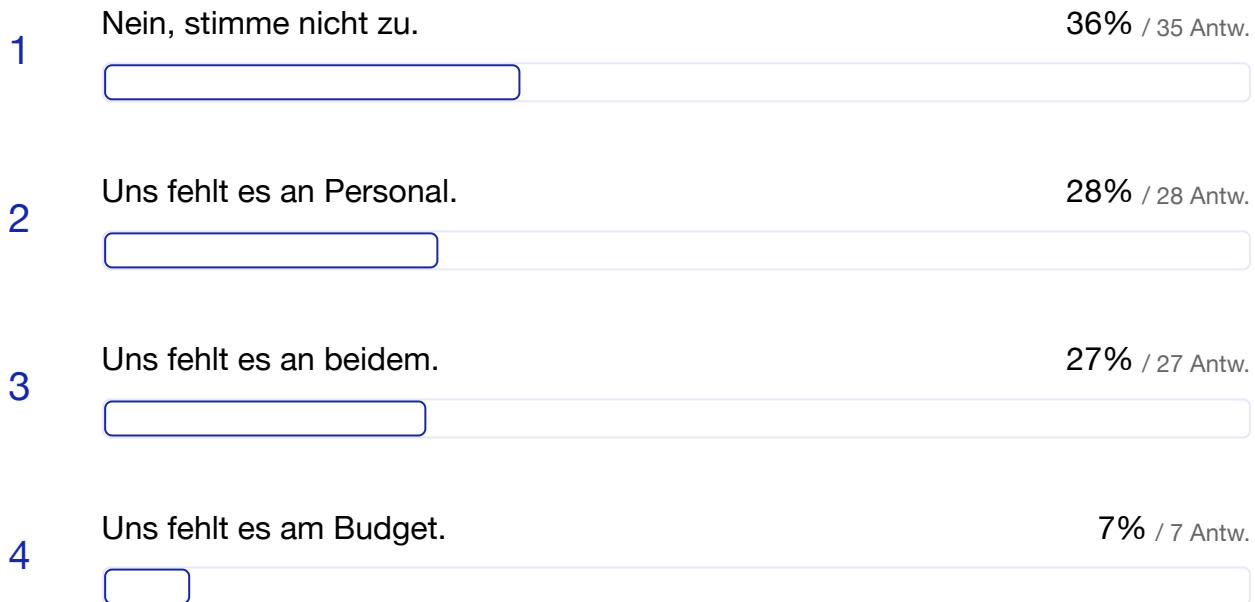 1
Nein, stimme nicht zu.
36% / 35 Antw.
2
Uns fehlt es an Personal.
28% / 28 Antw.
3
Uns fehlt es an beidem.
27% / 27 Antw.
4
Uns fehlt es am Budget.
7% / 7 Antw.